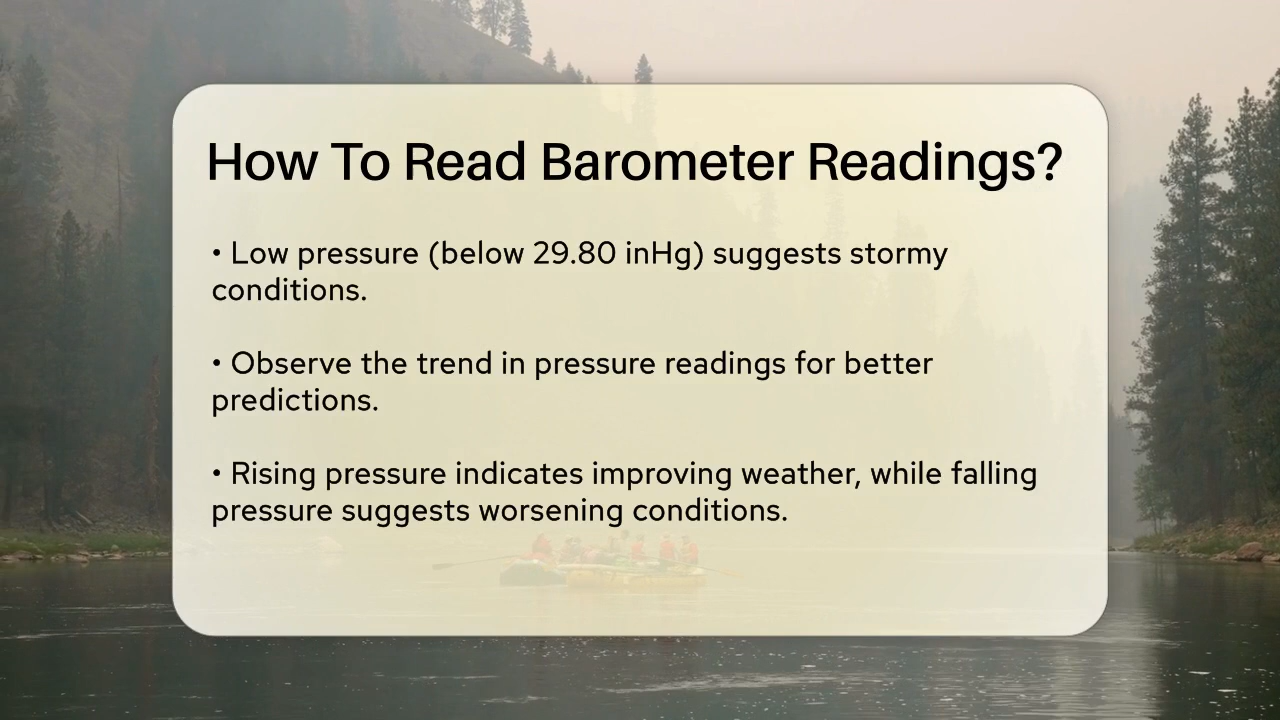 How To Read Barometer Readings?
• Low pressure (below 29.80 inHg) suggests stormy
conditions.
• Observe the trend in pressure readings for better
predictions.
• Rising pressure indicates improving weather, while falling
pressure suggests worsening conditions.